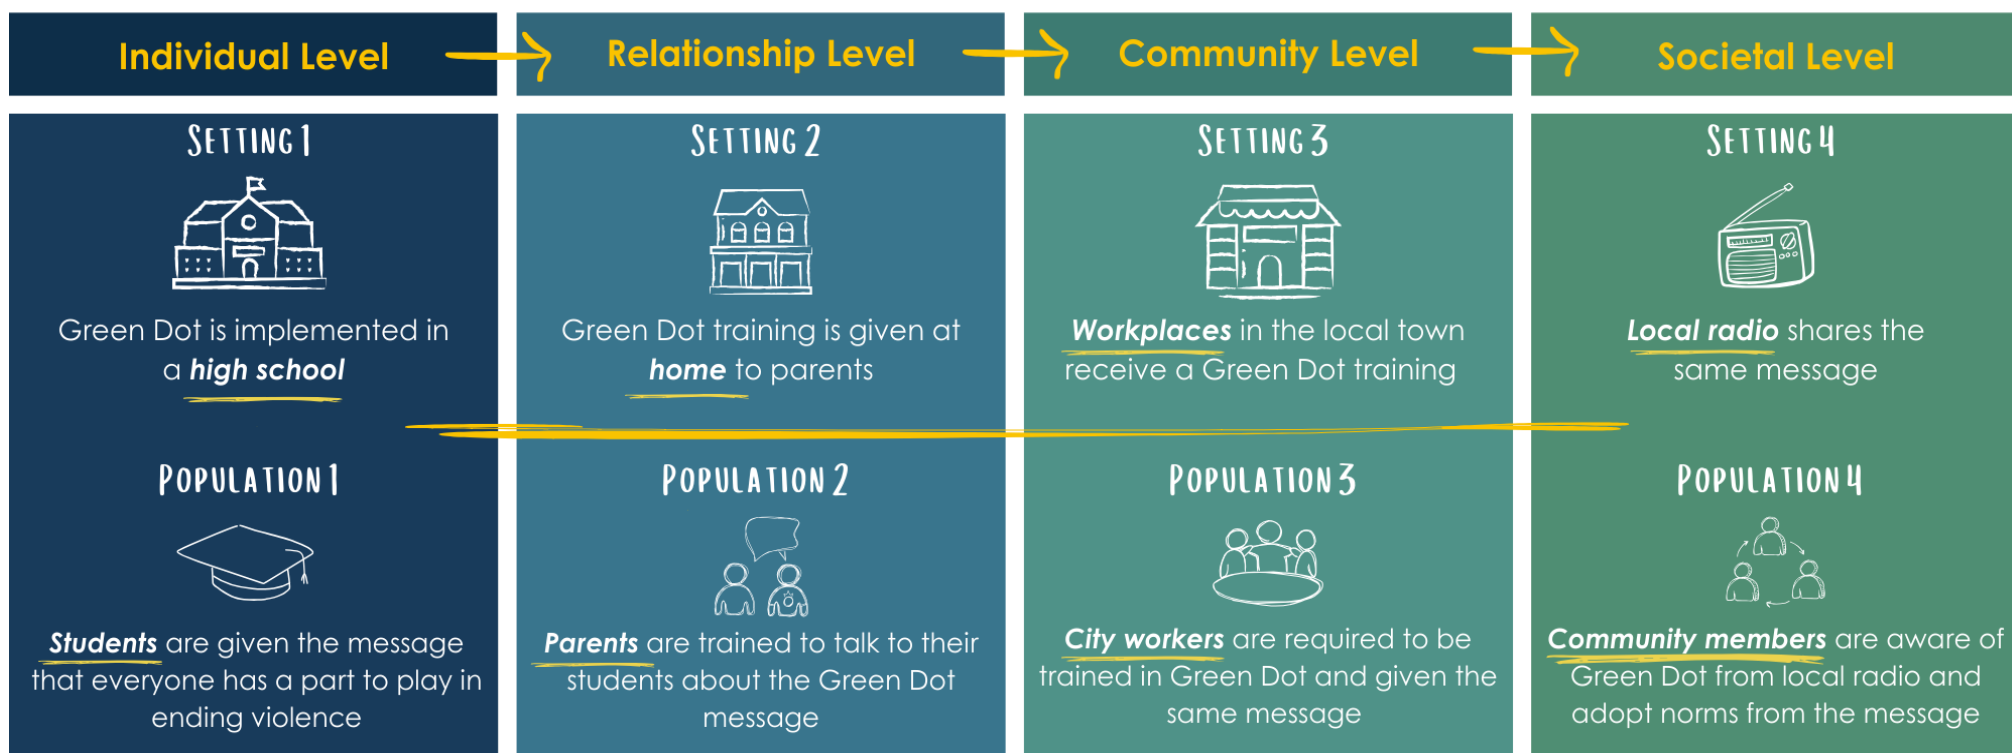 Individual Level
Relationship Level
Community Level
Societal Level
SETTING 1
Green Dot is implemented in
a high school
POPULATION 1
Students are given the message
that everyone has a part to play in
ending violence
SETTING 2
Green Dot training is given at
home to parents
POPULATION 2
Parents are trained to talk to their
students about the Green Dot
message
SETTING 3
Workplaces in the local town
receive a Green Dot training
POPULATION 3
City workers are required to be
trained in Green Dot and given the
same message
SETTING 4
Local radio shares the
same message
POPULATION 4
Community members are aware of
Green Dot from local radio and
adopt norms from the message